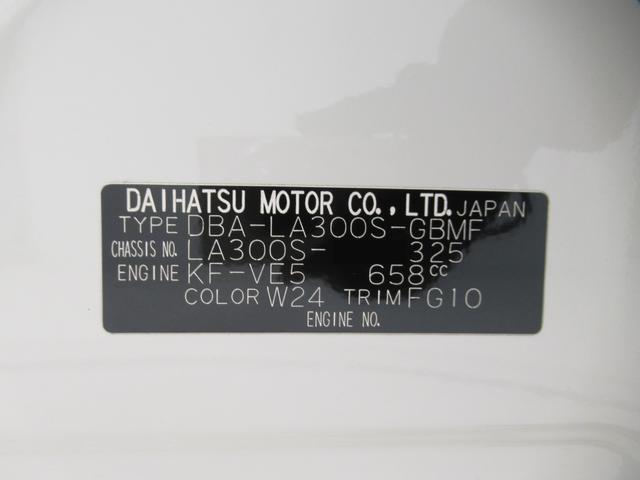 DAIHATSU MOTOR CO., LTD. JAPAN
TYPE DBA-LA300S-GBMF
CHASSIS NO. LA300S- 325
ENGINE KF-VE5 658cc
COLOR W24 TRIM FG10
ENGINE NO.